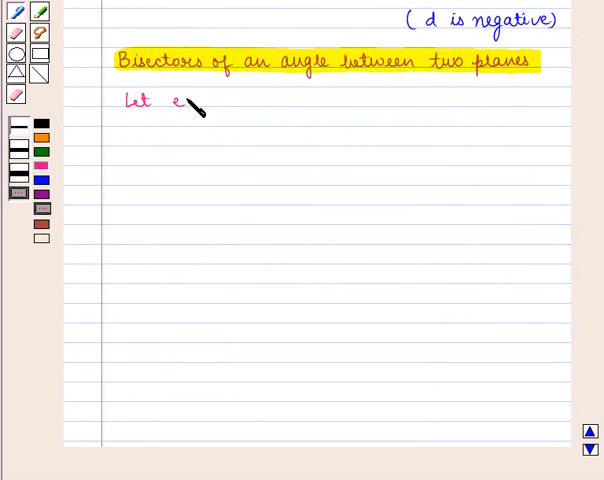 ( d is negative)
Bisectors of an angle between two planes
Let e